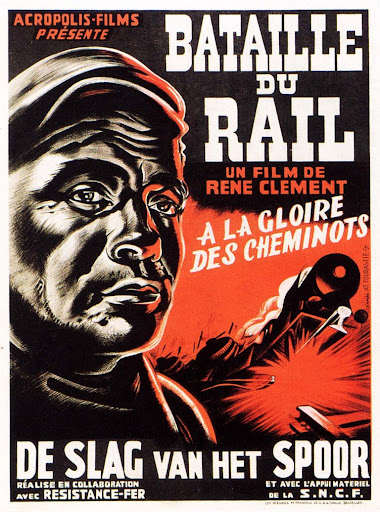 ACROPOLIS-FILMS
PRÉSENTE
BATAILLE
DU
RAIL
UN FILM DE
RENE CLEMENT
A LA GLOIRE
DES CHEMINOTS
DE SLAG VAN HET SPOOR
RÉALISE EN COLLABORATION
AVEC RESISTANCE-FER
ET AVEC L'APPUI MATERIEL
DE LA S.N.C.F.